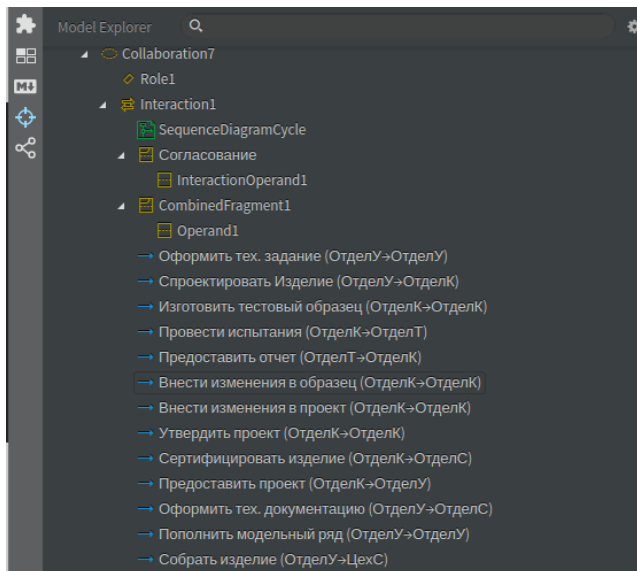 Model Explorer
Collaboration7
Role1
Interaction1
M↓
SequenceDiagramCycle
Согласование
InteractionOperand1
CombinedFragment1
Operand1
Оформить тех. задание (ОтделУ→ОтделУ)
Спроектировать Изделие (ОтделУ→ОтделК)
Изготовить тестовый образец (ОтделК→ОтделК)
Провести испытания (ОтделК→ОтделТ)
Предоставить отчет (ОтделТ→ОтделК)
Внести изменения в образец (ОтделК→ОтделК)
Внести изменения в проект (ОтделК→ОтделК)
Утвердить проект (ОтделК→ОтделК)
Сертифицировать изделие (ОтделК→ОтделС)
Предоставить проект (ОтделК→ОтделУ)
Оформить тех. документацию (ОтделУ→ОтделС)
Пополнить модельный ряд (ОтделУ→ОтделУ)
Собрать изделие (ОтделУ→ЦехС)